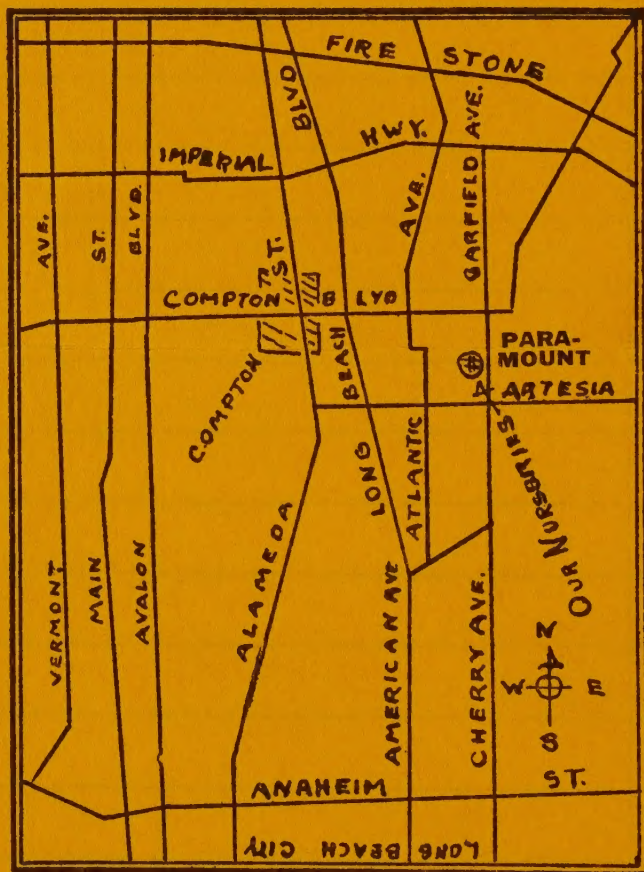 FIRE STONE
BLVD
IMPERIAL HWY.
AVE.
ST.
BLVD.
ST.
AVE.
GARFIELD AVE.
COMPTON BLVD
COMPTON
PARA-
MOUNT
ARTESIA
BEACH
LONG
ATLANTIC
OUR NURSERIES
VERMONT
MAIN
AVALON
ALAMEDA
AMERICAN AVE
CHERRY AVE.
N
W E
S
ANAHEIM ST.
LONG BEACH CITY